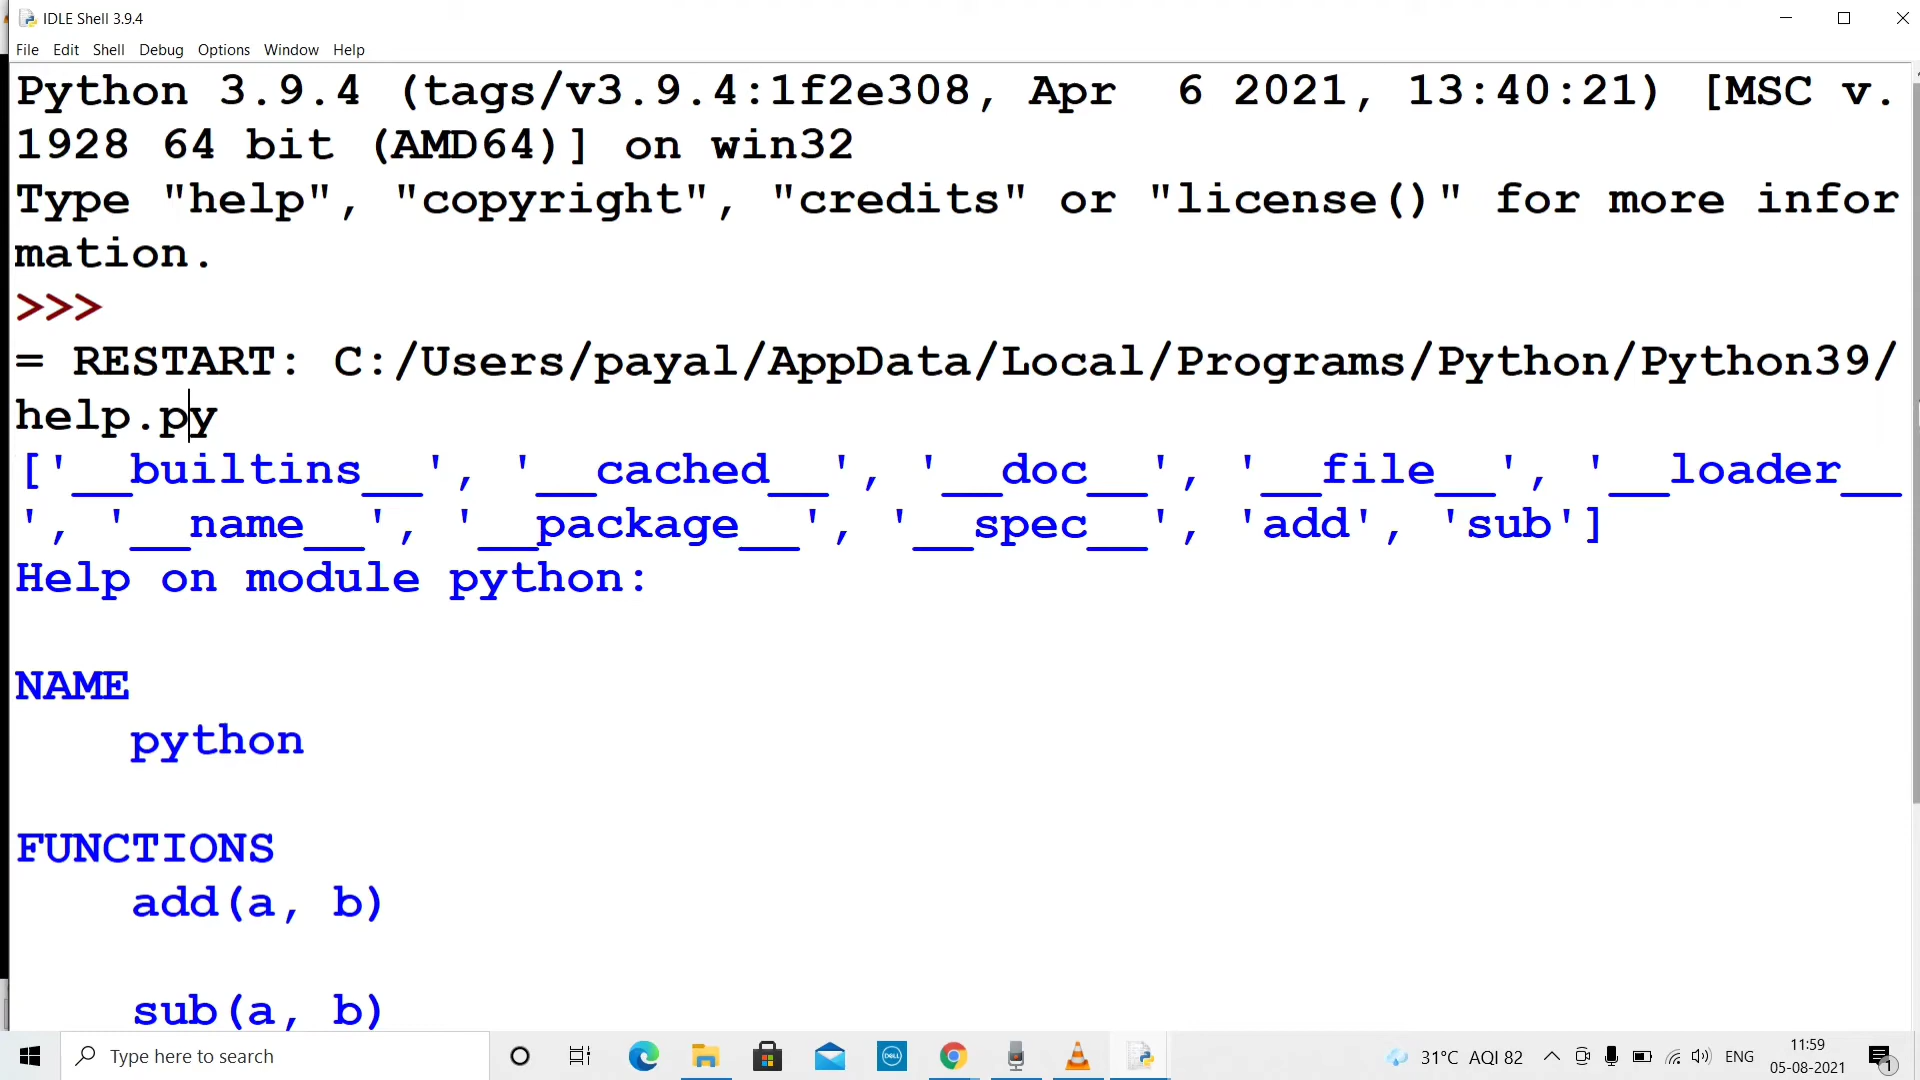 IDLE Shell 3.9.4
File Edit Shell Debug Options Window Help
Python 3.9.4 (tags/v3.9.4:1f2e308, Apr  6 2021, 13:40:21) [MSC v.
1928 64 bit (AMD64)] on win32
Type "help", "copyright", "credits" or "license()" for more infor
mation.
>>>
= RESTART: C:/Users/payal/AppData/Local/Programs/Python/Python39/
help.py
['__builtins__', '__cached__', '__doc__', '__file__', '__loader__
', '__name__', '__package__', '__spec__', 'add', 'sub']
Help on module python:
NAME
    python
FUNCTIONS
    add(a, b)
    sub(a, b)
Type here to search
DELL
31°C AQI 82
ENG
11:59
05-08-2021
1